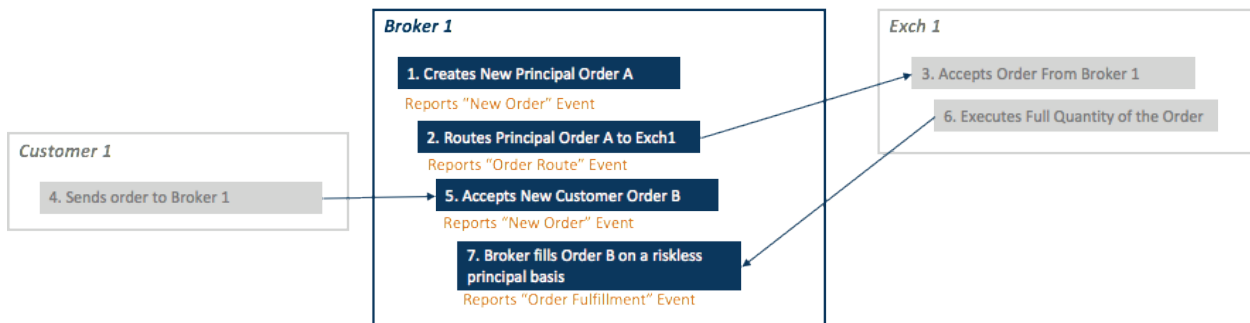 Broker 1
1. Creates New Principal Order A
Reports "New Order" Event
2. Routes Principal Order A to Exch1
Reports "Order Route" Event
Customer 1
4. Sends order to Broker 1
5. Accepts New Customer Order B
Reports "New Order" Event
7. Broker fills Order B on a riskless
principal basis
Reports "Order Fulfillment" Event
Exch 1
3. Accepts Order From Broker 1
6. Executes Full Quantity of the Order